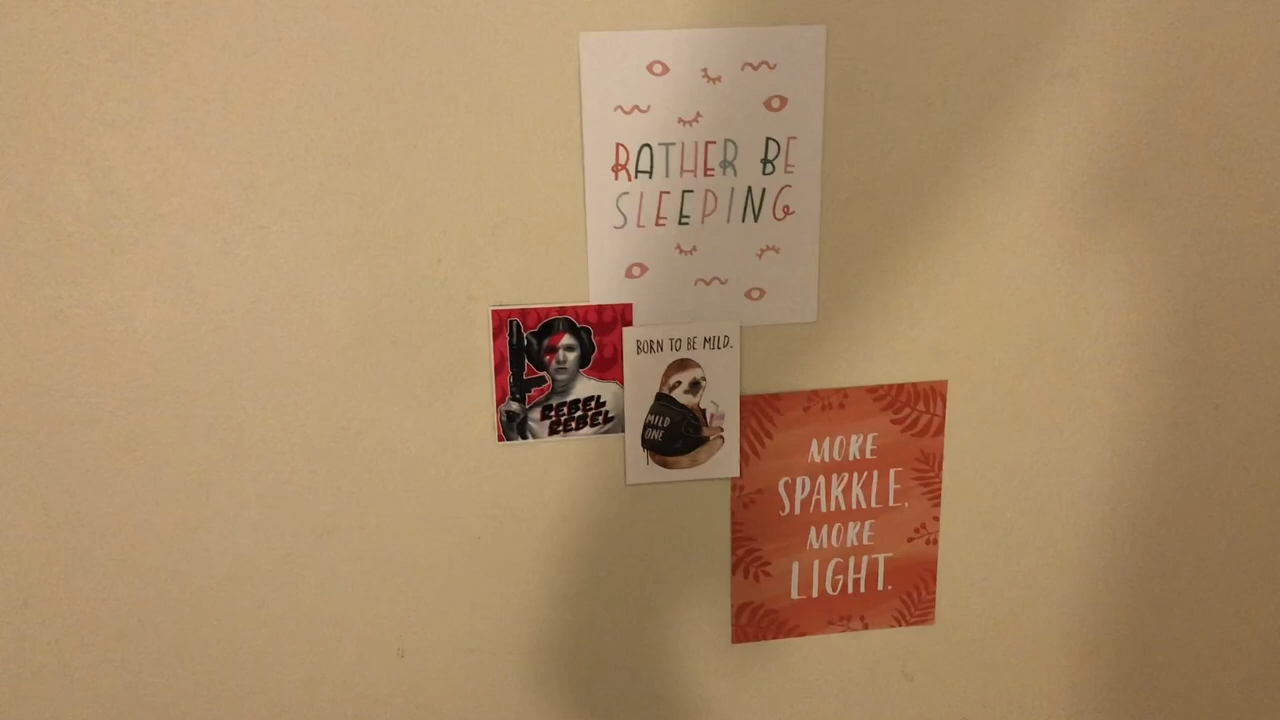 RATHER BE
SLEEPING
REBEL
REBEL
BORN TO BE MILD.
MILD
ONE
MORE
SPARKLE,
MORE
LIGHT.